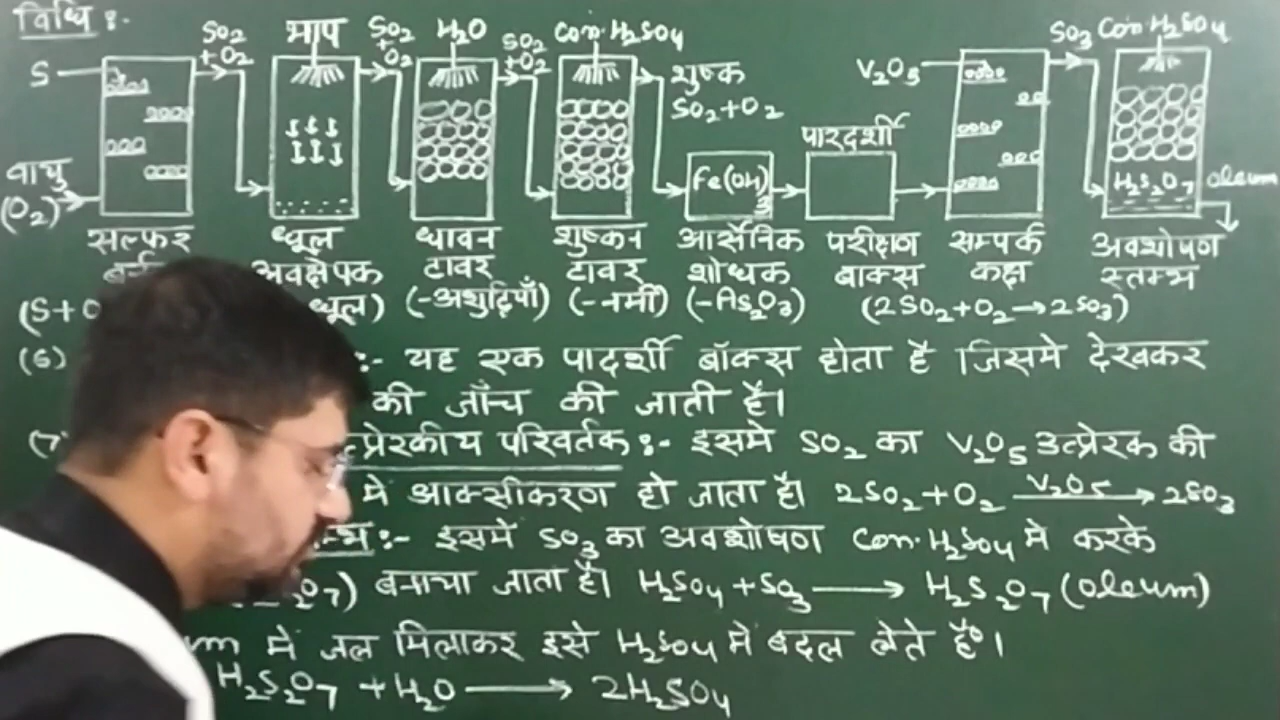 विधि :-
SO₂ + O₂ भाप SO₂ + O₂ H₂O SO₂ + O₂ Con·H₂SO₄ SO₃ Con·H₂SO₄
S शुष्क V₂O₅
SO₂+O₂
पारदर्शी
वायु Fe(OH)₃ H₂S₂O₇ oleum
(O₂)
सल्फर धूल धावन शुष्कन आर्सेनिक परीक्षण सम्पर्क अवशोषण
अवक्षेपक टावर टावर शोधक बाक्स कक्ष स्तम्भ
(S+O धूल) (-अशुद्धियाँ) (-नमी) (-As₂O₃) (2SO₂+O₂→2SO₃)
(6) :- यह एक पादर्शी बॉक्स होता है जिसमे देखकर
की जाँच की जाती है।
(7) त्प्रेरकीय परिवर्तक :- इसमे SO₂ का V₂O₅ उत्प्रेरक की
मे आक्सीकरण हो जाता है। 2SO₂+O₂ —V₂O₅→ 2SO₃
म्भ :- इसमे SO₃ का अवशोषण Con·H₂SO₄ मे करके
₂O₇) बनाया जाता है। H₂SO₄ + SO₃ → H₂S₂O₇ (Oleum)
um मे जल मिलाकर इसे H₂SO₄ मे बदल लेते हैं।
H₂S₂O₇ + H₂O → 2H₂SO₄